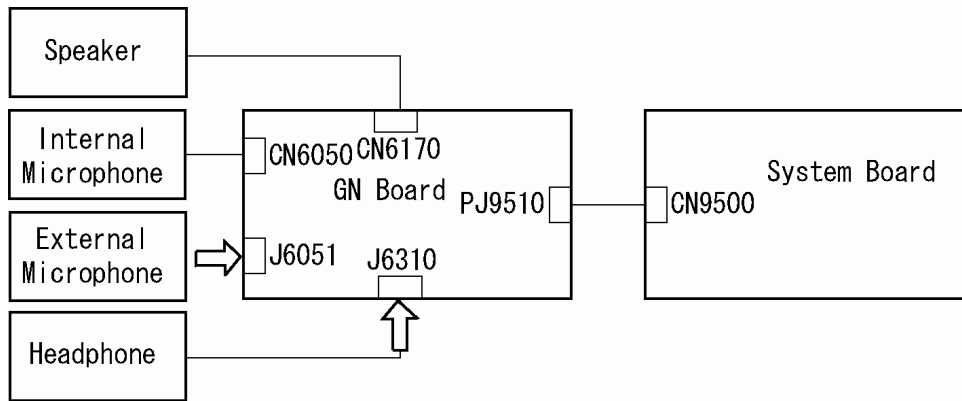 Speaker
Internal
Microphone
External
Microphone
Headphone
CN6050
CN6170
GN Board
PJ9510
J6051
J6310
CN9500
System Board